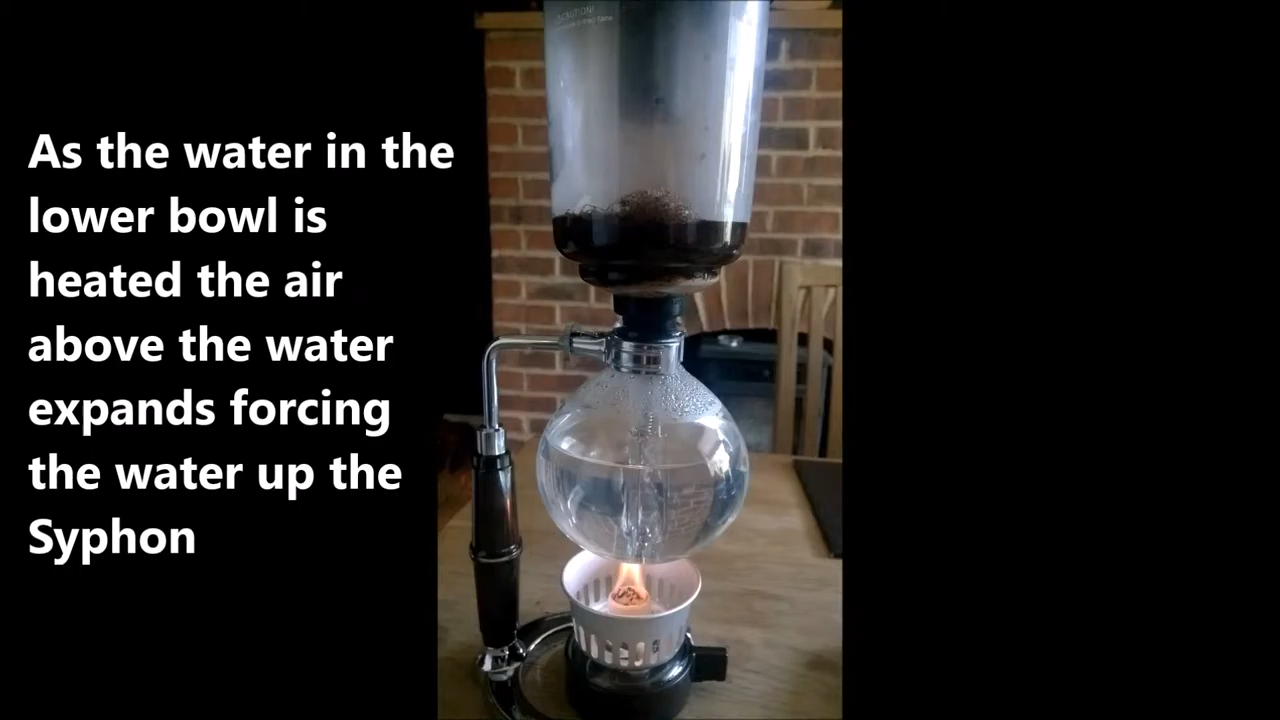 CAUTION!
As the water in the
lower bowl is
heated the air
above the water
expands forcing
the water up the
Syphon